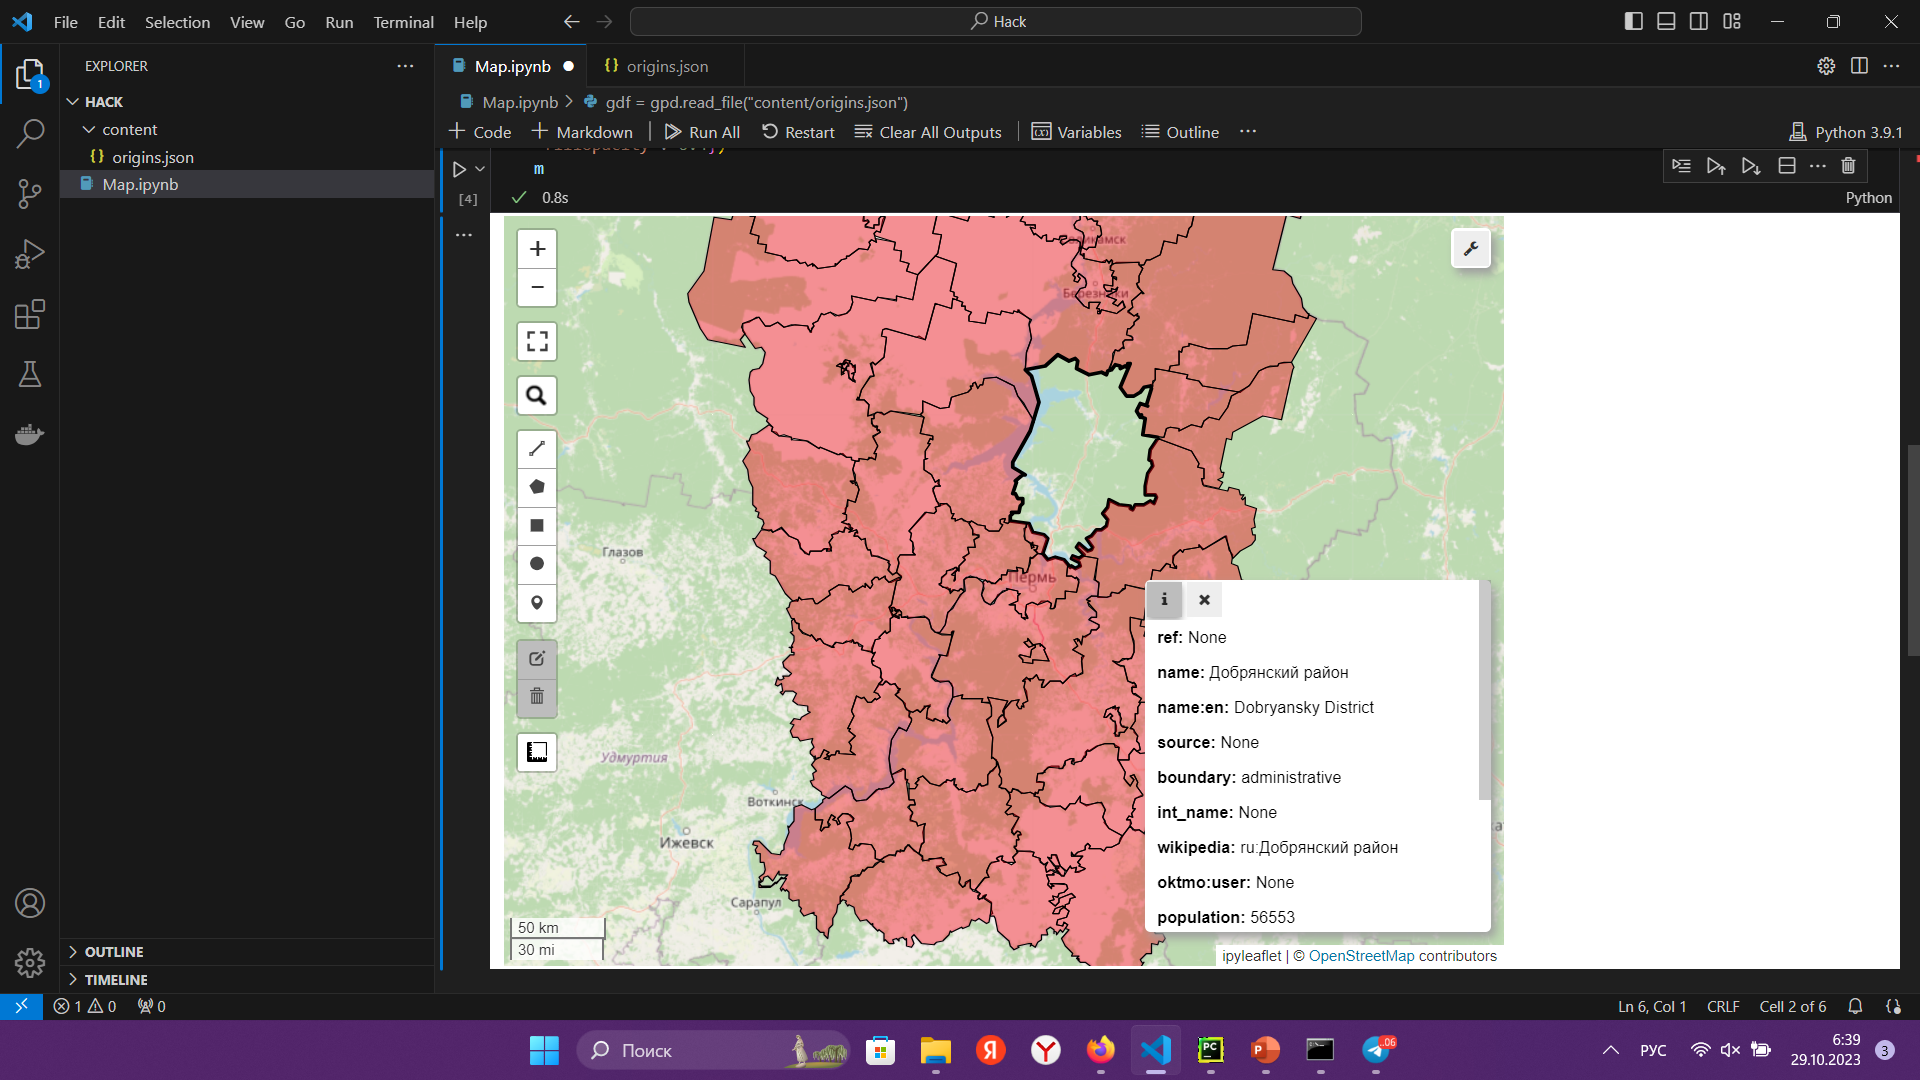 File Edit Selection View Go Run Terminal Help
Hack
EXPLORER
HACK
content
origins.json
Map.ipynb
OUTLINE
TIMELINE
Map.ipynb
origins.json
Map.ipynb > gdf = gpd.read_file("content/origins.json")
+ Code + Markdown Run All Restart Clear All Outputs Variables Outline ...
Python 3.9.1
m
[4]
0.8s
Python
Березники
Глазов
Пермь
Удмуртия
Воткинск
Ижевск
Сарапул
50 km
30 mi
ref: None
name: Добрянский район
name:en: Dobryansky District
source: None
boundary: administrative
int_name: None
wikipedia: ru:Добрянский район
oktmo:user: None
population: 56553
ipyleaflet | © OpenStreetMap contributors
1 0 0
Ln 6, Col 1 CRLF Cell 2 of 6
Поиск
РУС
6:39
29.10.2023
3